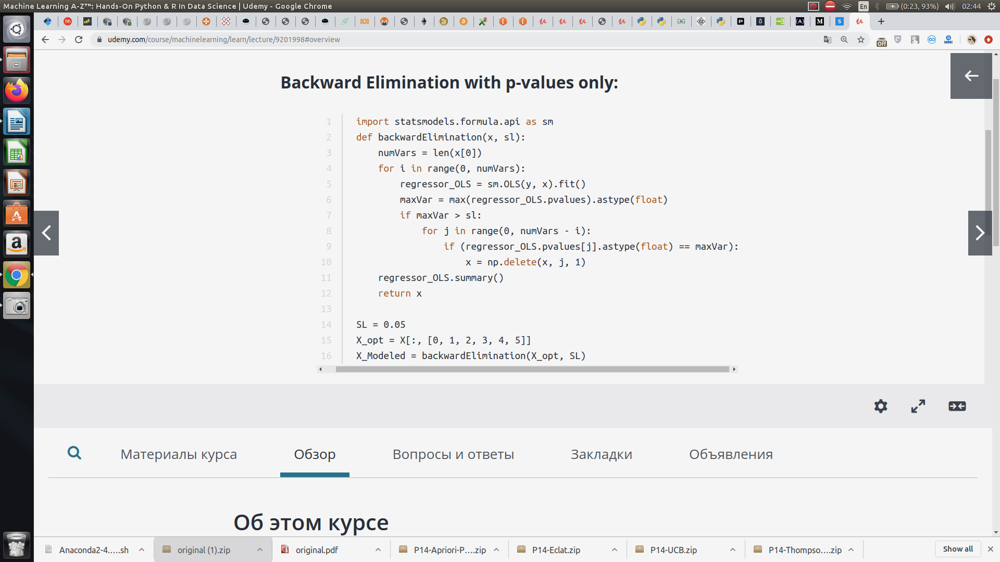 Machine Learning A-Z™: Hands-On Python & R In Data Science | Udemy - Google Chrome
En
(0:23, 93%)
02:44
udemy.com/course/machinelearning/learn/lecture/9201998#overview
Off
Backward Elimination with p-values only:
1 import statsmodels.formula.api as sm
2 def backwardElimination(x, sl):
3 numVars = len(x[0])
4 for i in range(0, numVars):
5 regressor_OLS = sm.OLS(y, x).fit()
6 maxVar = max(regressor_OLS.pvalues).astype(float)
7 if maxVar > sl:
8 for j in range(0, numVars - i):
9 if (regressor_OLS.pvalues[j].astype(float) == maxVar):
10 x = np.delete(x, j, 1)
11 regressor_OLS.summary()
12 return x
13
14 SL = 0.05
15 X_opt = X[:, [0, 1, 2, 3, 4, 5]]
16 X_Modeled = backwardElimination(X_opt, SL)
Материалы курса
Обзор
Вопросы и ответы
Закладки
Объявления
Об этом курсе
Anaconda2-4.....sh
original (1).zip
original.pdf
P14-Apriori-P....zip
P14-Eclat.zip
P14-UCB.zip
P14-Thompso....zip
Show all